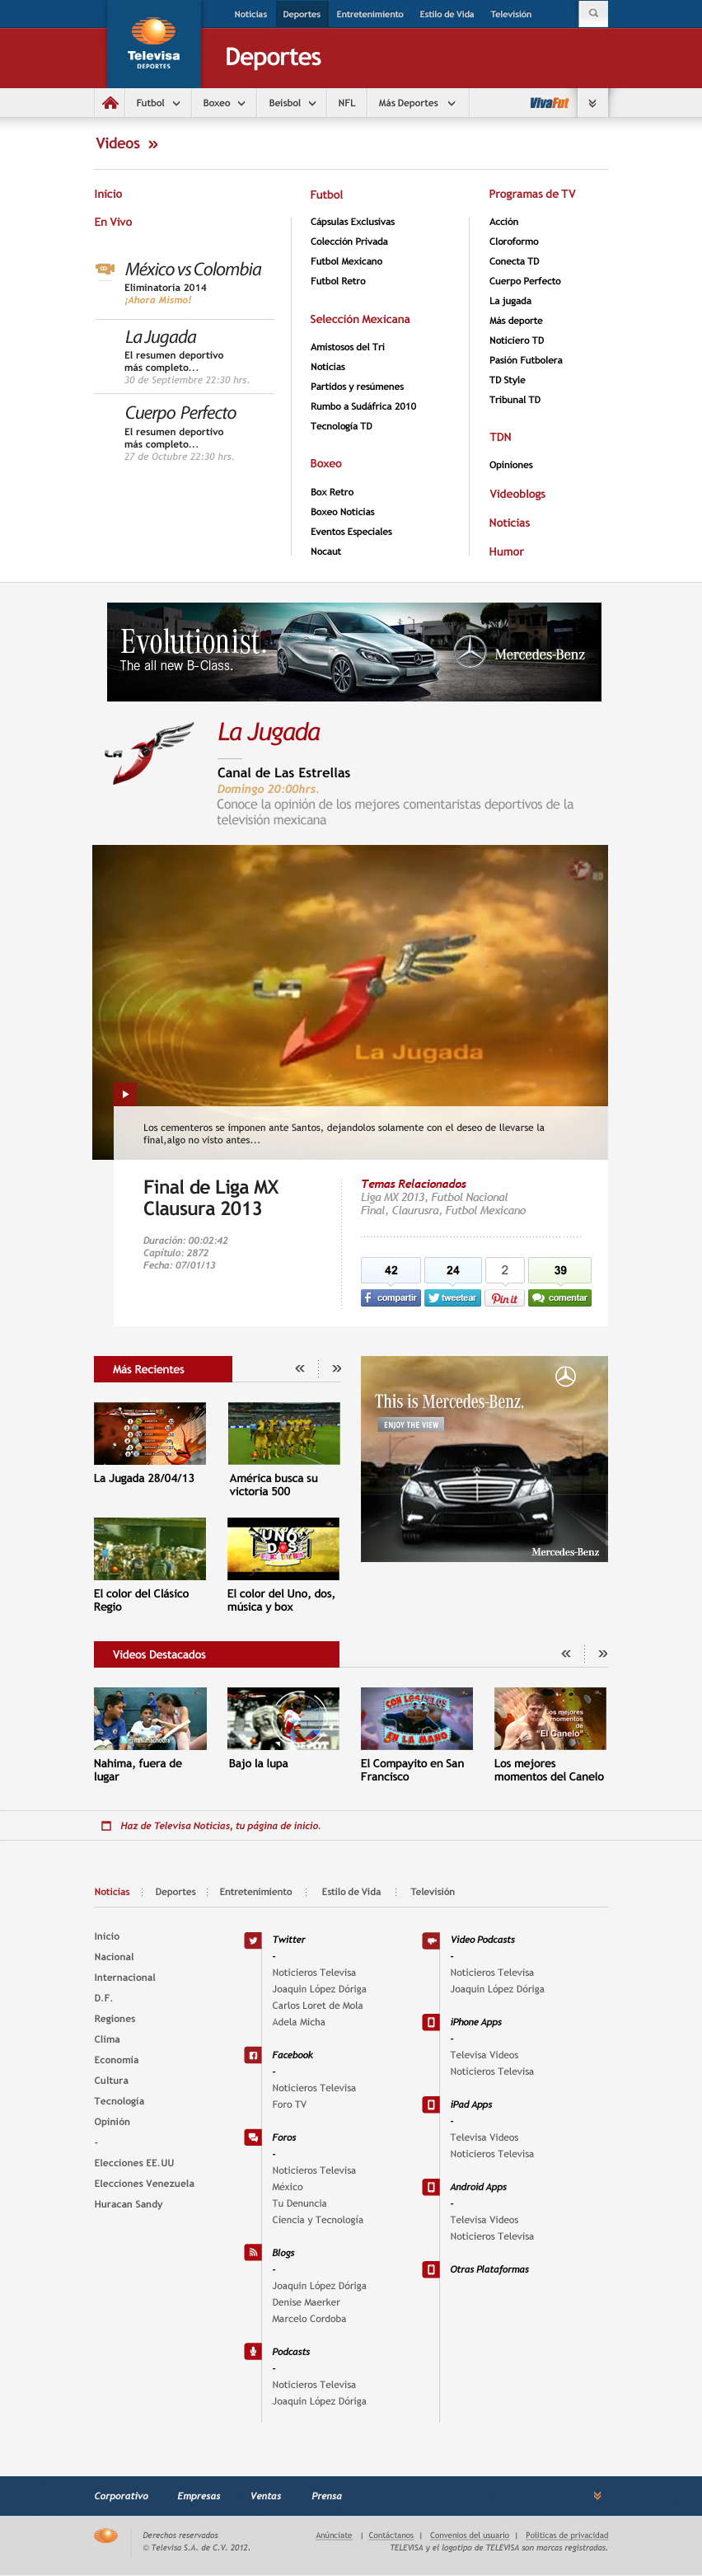 Noticias Deportes Entretenimiento Estilo de Vida Televisión
Televisa
DEPORTES
Deportes
Futbol Boxeo Beisbol NFL Más Deportes VivaFut
Videos »
Inicio
En Vivo
México vs Colombia
Eliminatoria 2014
¡Ahora Mismo!
La Jugada
El resumen deportivo
más completo...
30 de Septiembre 22:30 hrs.
Cuerpo Perfecto
El resumen deportivo
más completo...
27 de Octubre 22:30 hrs.
Futbol
Cápsulas Exclusivas
Colección Privada
Futbol Mexicano
Futbol Retro
Selección Mexicana
Amistosos del Tri
Noticias
Partidos y resúmenes
Rumbo a Sudáfrica 2010
Tecnología TD
Boxeo
Box Retro
Boxeo Noticias
Eventos Especiales
Nocaut
Programas de TV
Acción
Cloroformo
Conecta TD
Cuerpo Perfecto
La jugada
Más deporte
Noticiero TD
Pasión Futbolera
TD Style
Tribunal TD
TDN
Opiniones
Videoblogs
Noticias
Humor
Evolutionist.
The all new B-Class.
Mercedes-Benz
LA
La Jugada
Canal de Las Estrellas
Domingo 20:00hrs.
Conoce la opinión de los mejores comentaristas deportivos de la
televisión mexicana
HD
LA
La Jugada
Los cementeros se imponen ante Santos, dejandolos solamente con el deseo de llevarse la
final,algo no visto antes...
Final de Liga MX
Clausura 2013
Duración: 00:02:42
Capítulo: 2872
Fecha: 07/01/13
Temas Relacionados
Liga MX 2013, Futbol Nacional
Final, Claurusra, Futbol Mexicano
42 24 2 39
compartir twittear Pin it comentar
Más Recientes « »
La Jugada 28/04/13
América busca su
victoria 500
El color del Clásico
Regio
UNO
DOS
El color del Uno, dos,
música y box
This is Mercedes-Benz.
ENJOY THE VIEW
Mercedes-Benz
Videos Destacados « »
Nahima, fuera de
lugar
Bajo la lupa
CON LOS PELOS
EN LA MANO
El Compayito en San
Francisco
Los mejores
momentos
de
"El Canelo"
Los mejores
momentos del Canelo
Haz de Televisa Noticias, tu página de inicio.
Noticias Deportes Entretenimiento Estilo de Vida Televisión
Inicio
Nacional
Internacional
D.F.
Regiones
Clima
Economia
Cultura
Tecnología
Opinión
-
Elecciones EE.UU
Elecciones Venezuela
Huracan Sandy
Twitter
-
Noticieros Televisa
Joaquin López Dóriga
Carlos Loret de Mola
Adela Micha
Facebook
-
Noticieros Televisa
Foro TV
Foros
-
Noticieros Televisa
México
Tu Denuncia
Ciencia y Tecnología
Blogs
-
Joaquin López Dóriga
Denise Maerker
Marcelo Cordoba
Podcasts
-
Noticieros Televisa
Joaquin López Dóriga
Video Podcasts
-
Noticieros Televisa
Joaquin López Dóriga
iPhone Apps
-
Televisa Videos
Noticieros Televisa
iPad Apps
-
Televisa Videos
Noticieros Televisa
Android Apps
-
Televisa Videos
Noticieros Televisa
Otras Plataformas
Corporativo Empresas Ventas Prensa
Derechos reservados
© Televisa S.A. de C.V. 2012.
Anúnciate | Contáctanos | Convenios del usuario | Políticas de privacidad
TELEVISA y el logotipo de TELEVISA son marcas registradas.